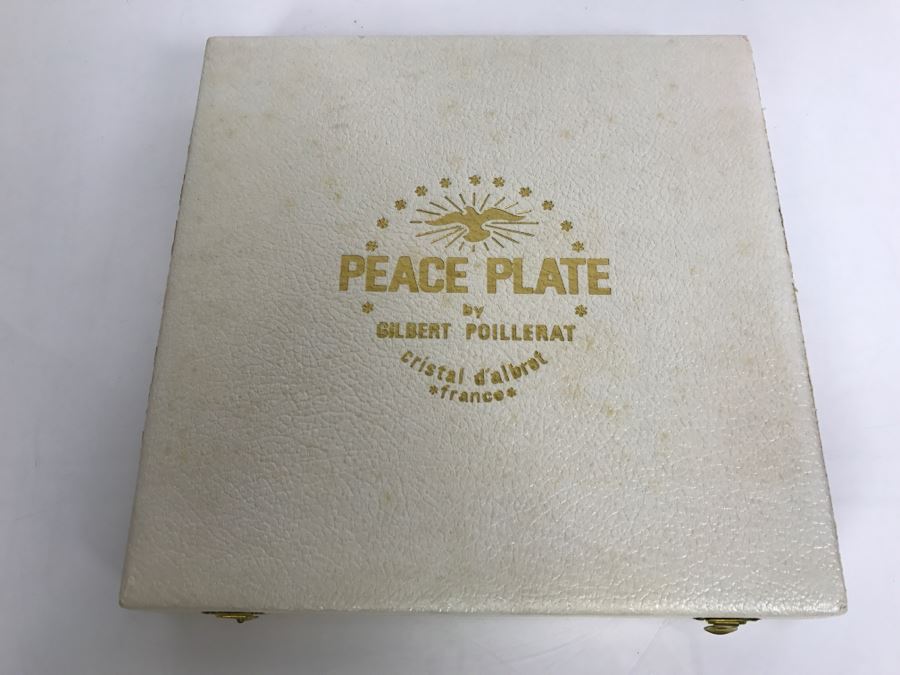 PEACE PLATE
by
GILBERT POILLERAT
cristal d'albret
*france*